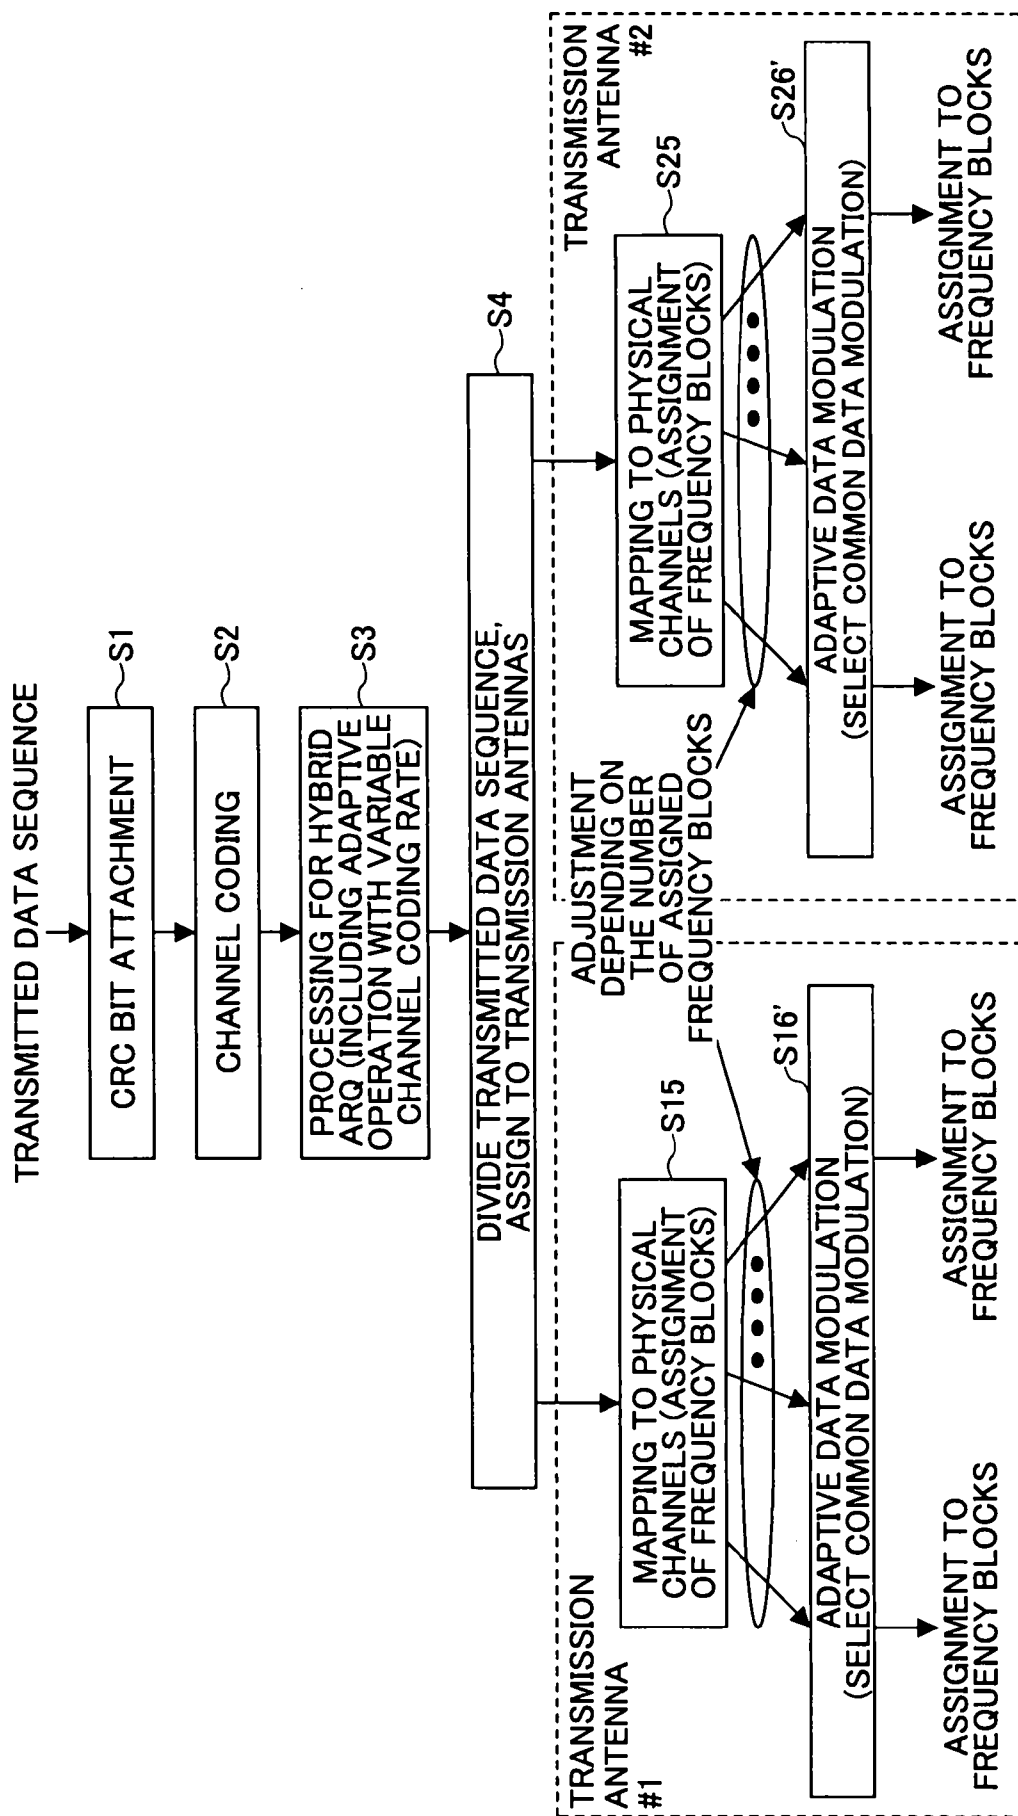 TRANSMITTED DATA SEQUENCE
CRC BIT ATTACHMENT
S1
CHANNEL CODING
S2
PROCESSING FOR HYBRID
ARQ (INCLUDING ADAPTIVE
OPERATION WITH VARIABLE
CHANNEL CODING RATE)
S3
DIVIDE TRANSMITTED DATA SEQUENCE,
ASSIGN TO TRANSMISSION ANTENNAS
S4
TRANSMISSION
ANTENNA
#1
MAPPING TO PHYSICAL
CHANNELS (ASSIGNMENT
OF FREQUENCY BLOCKS)
S15
ADAPTIVE DATA MODULATION
(SELECT COMMON DATA MODULATION)
S16'
ASSIGNMENT TO
FREQUENCY BLOCKS
ASSIGNMENT TO
FREQUENCY BLOCKS
ADJUSTMENT
DEPENDING ON
THE NUMBER
OF ASSIGNED
FREQUENCY BLOCKS
TRANSMISSION
ANTENNA
#2
MAPPING TO PHYSICAL
CHANNELS (ASSIGNMENT
OF FREQUENCY BLOCKS)
S25
ADAPTIVE DATA MODULATION
(SELECT COMMON DATA MODULATION)
S26'
ASSIGNMENT TO
FREQUENCY BLOCKS
ASSIGNMENT TO
FREQUENCY BLOCKS